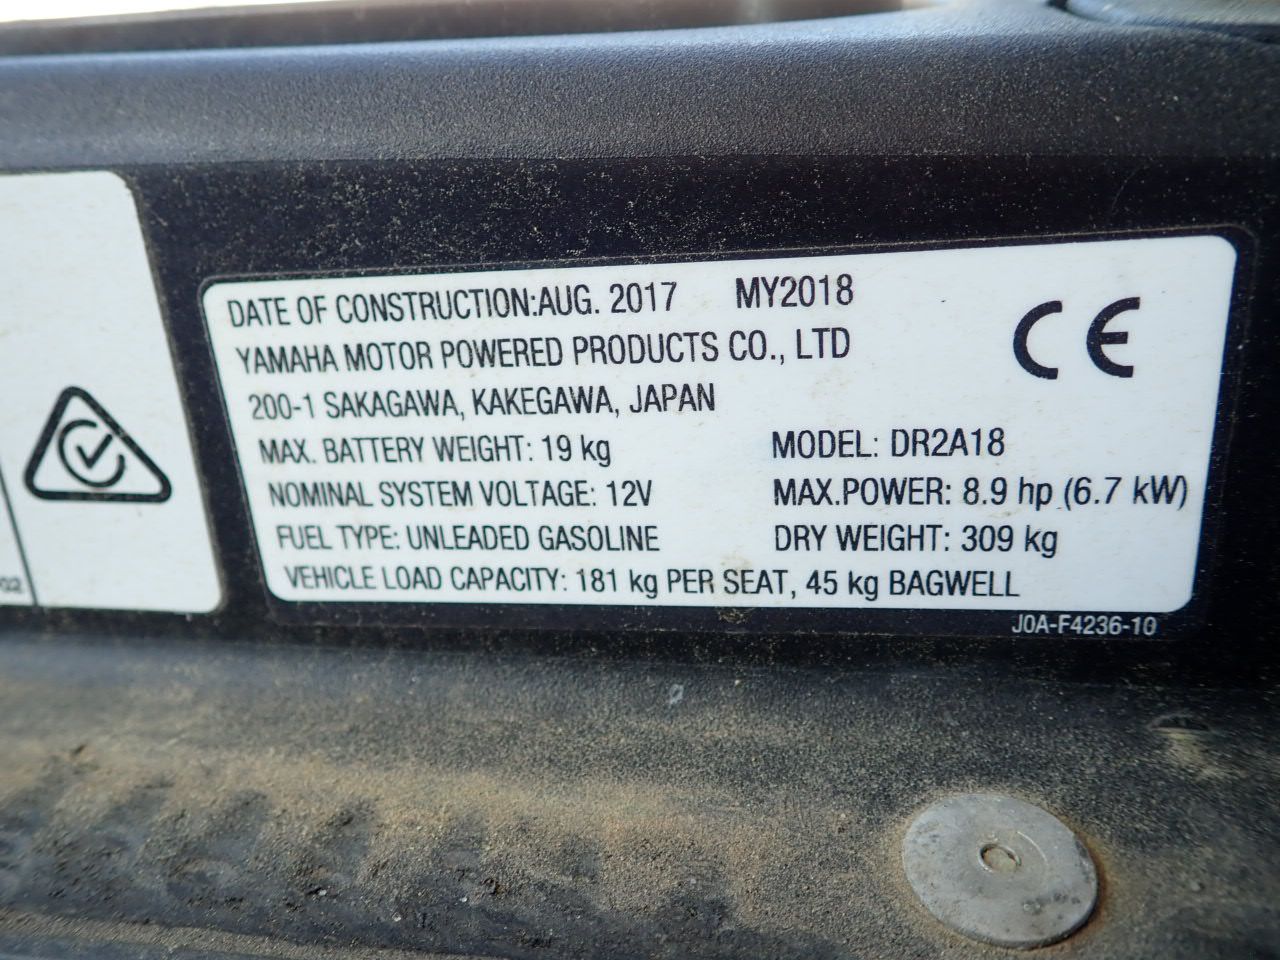 DATE OF CONSTRUCTION:AUG. 2017 MY2018
YAMAHA MOTOR POWERED PRODUCTS CO., LTD
200-1 SAKAGAWA, KAKEGAWA, JAPAN
CE
MAX. BATTERY WEIGHT: 19 kg MODEL: DR2A18
NOMINAL SYSTEM VOLTAGE: 12V MAX.POWER: 8.9 hp (6.7 kW)
FUEL TYPE: UNLEADED GASOLINE DRY WEIGHT: 309 kg
VEHICLE LOAD CAPACITY: 181 kg PER SEAT, 45 kg BAGWELL
J0A-F4236-10